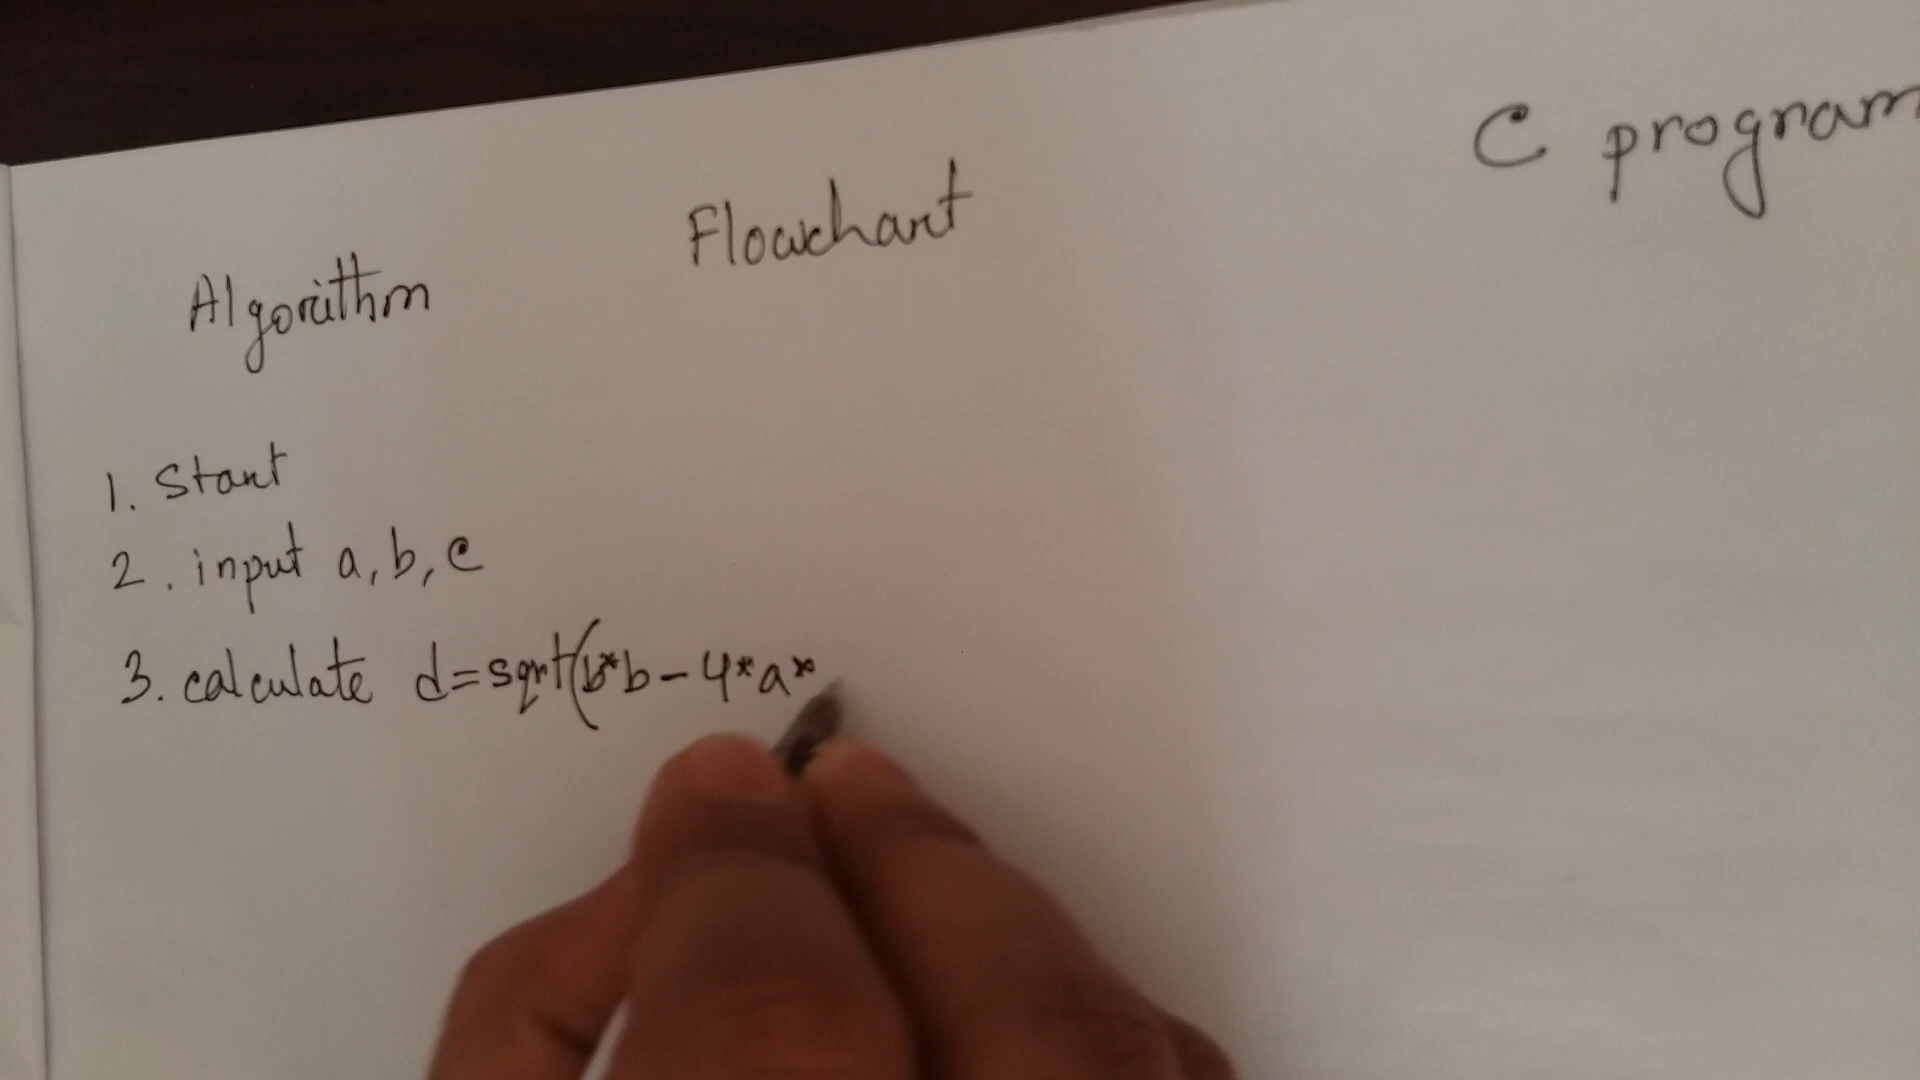 Algorithm
Flowchart
C program
1. Start
2. input a, b, c
3. calculate d=sqrt(b*b-4*a*